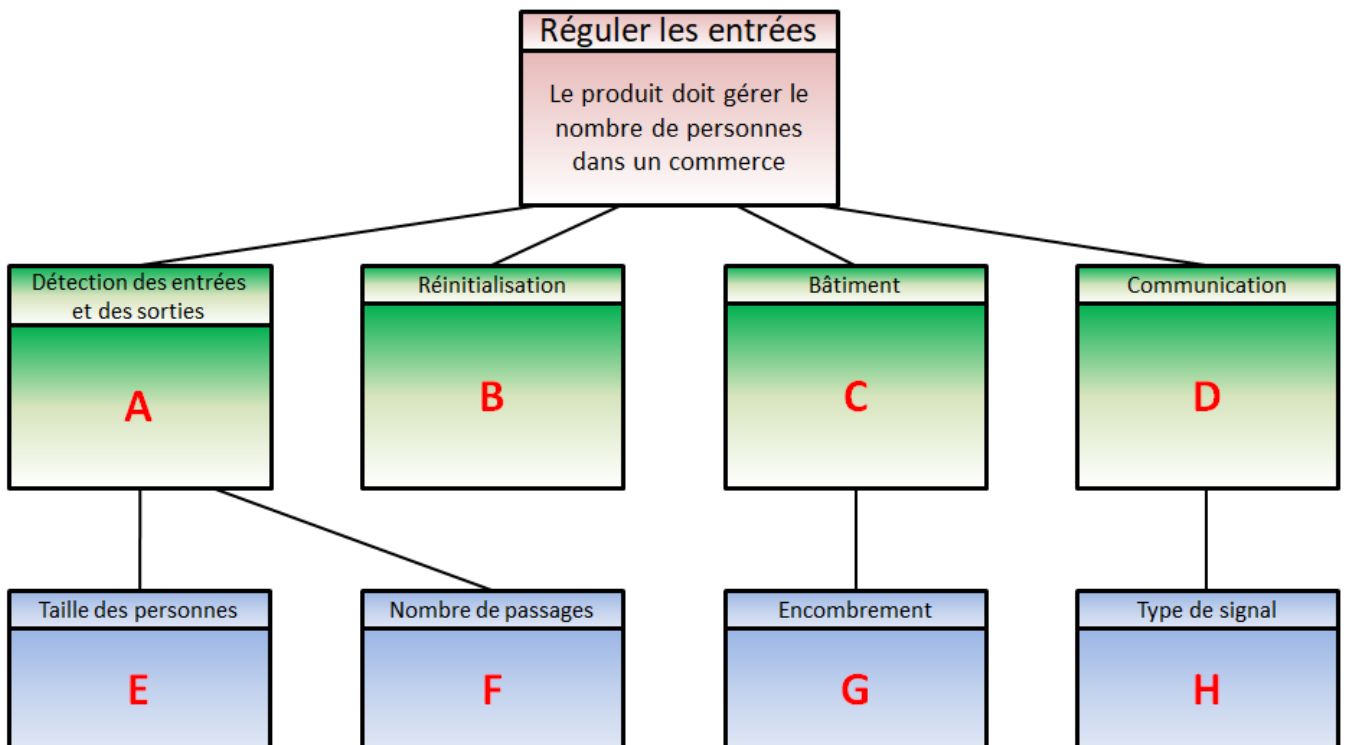 Réguler les entrées
Le produit doit gérer le
nombre de personnes
dans un commerce
Détection des entrées
et des sorties
A
Réinitialisation
B
Bâtiment
C
Communication
D
Taille des personnes
E
Nombre de passages
F
Encombrement
G
Type de signal
H